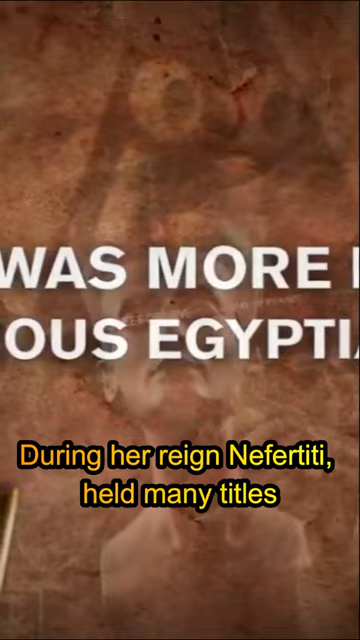 WAS MORE
OUS EGYPTI
During her reign Nefertiti,
held many titles